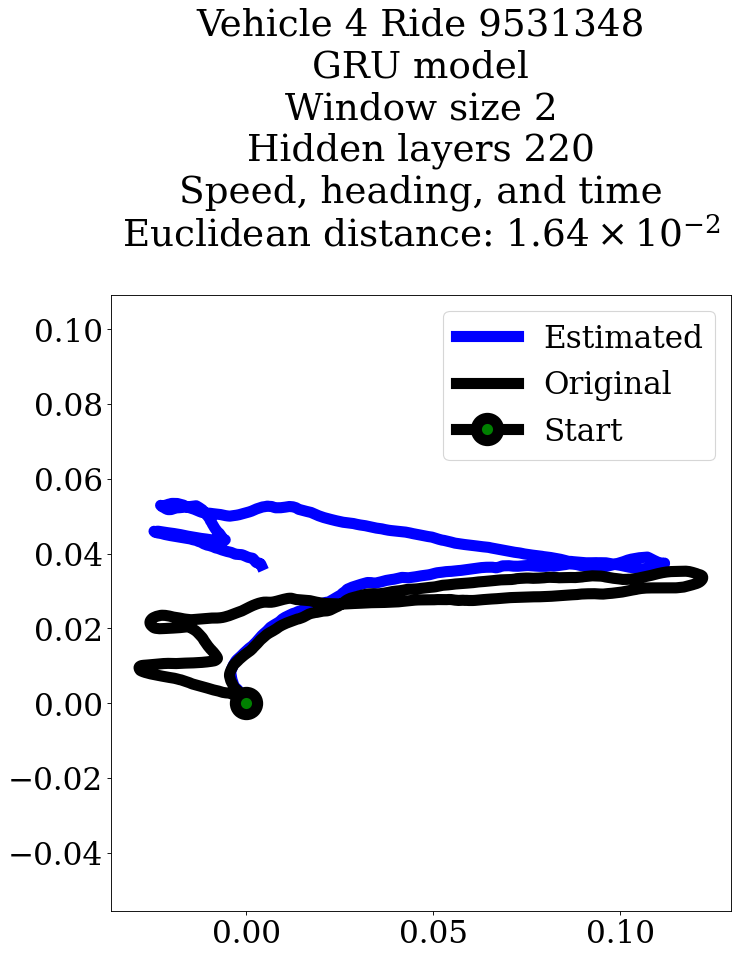 Vehicle 4 Ride 9531348
GRU model
Window size 2
Hidden layers 220
Speed, heading, and time
Euclidean distance: 1.64 × 10⁻²
Estimated
Original
Start
0.10
0.08
0.06
0.04
0.02
0.00
−0.02
−0.04
0.00 0.05 0.10